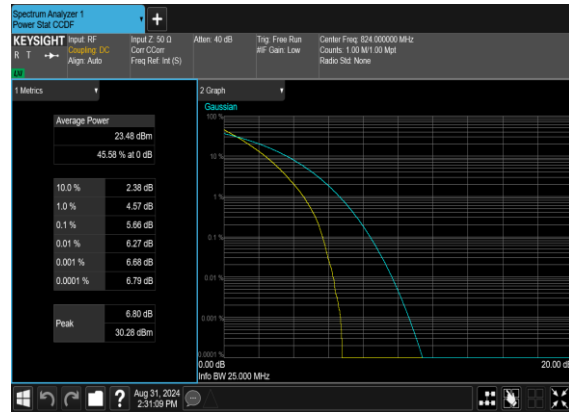 Spectrum Analyzer 1
Power Stat CCDF
KEYSIGHT
R T
LW
Input: RF
Coupling: DC
Align: Auto
Input Z: 50 Ω
Corr CCorr
Freq Ref: Int (S)
Atten: 40 dB
Trig: Free Run
#IF Gain: Low
Center Freq: 824.000000 MHz
Counts: 1.00 M/1.00 Mpt
Radio Std: None
1 Metrics
Average Power
23.48 dBm
45.58 % at 0 dB
10.0 % 2.38 dB
1.0 % 4.57 dB
0.1 % 5.66 dB
0.01 % 6.27 dB
0.001 % 6.68 dB
0.0001 % 6.79 dB
Peak
6.80 dB
30.28 dBm
2 Graph
Gaussian
100 %
10 %
1 %
0.1 %
0.01 %
0.001 %
0.0001 %
0.00 dB
20.00 dB
Info BW 25.000 MHz
?
Aug 31, 2024
2:31:09 PM